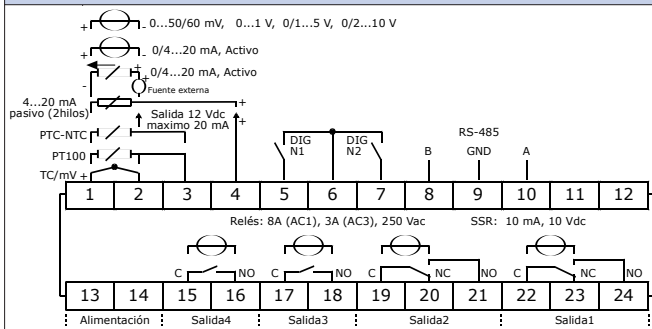 + - 0...50/60 mV, 0...1 V, 0/1...5 V, 0/2...10 V
+ - 0/4...20 mA, Activo
+ 0/4...20 mA, Activo
- +
Fuente externa
4...20 mA
pasivo (2hilos)
+
Salida 12 Vdc
maximo 20 mA
+
PTC-NTC
PT100
TC/mV +
DIG
N1
DIG
N2
RS-485
B GND A
1 2 3 4 5 6 7 8 9 10 11 12
Relés: 8A (AC1), 3A (AC3), 250 Vac SSR: 10 mA, 10 Vdc
C NO C NO C NC NO C NC NO
13 14 15 16 17 18 19 20 21 22 23 24
Alimentación Salida4 Salida3 Salida2 Salida1